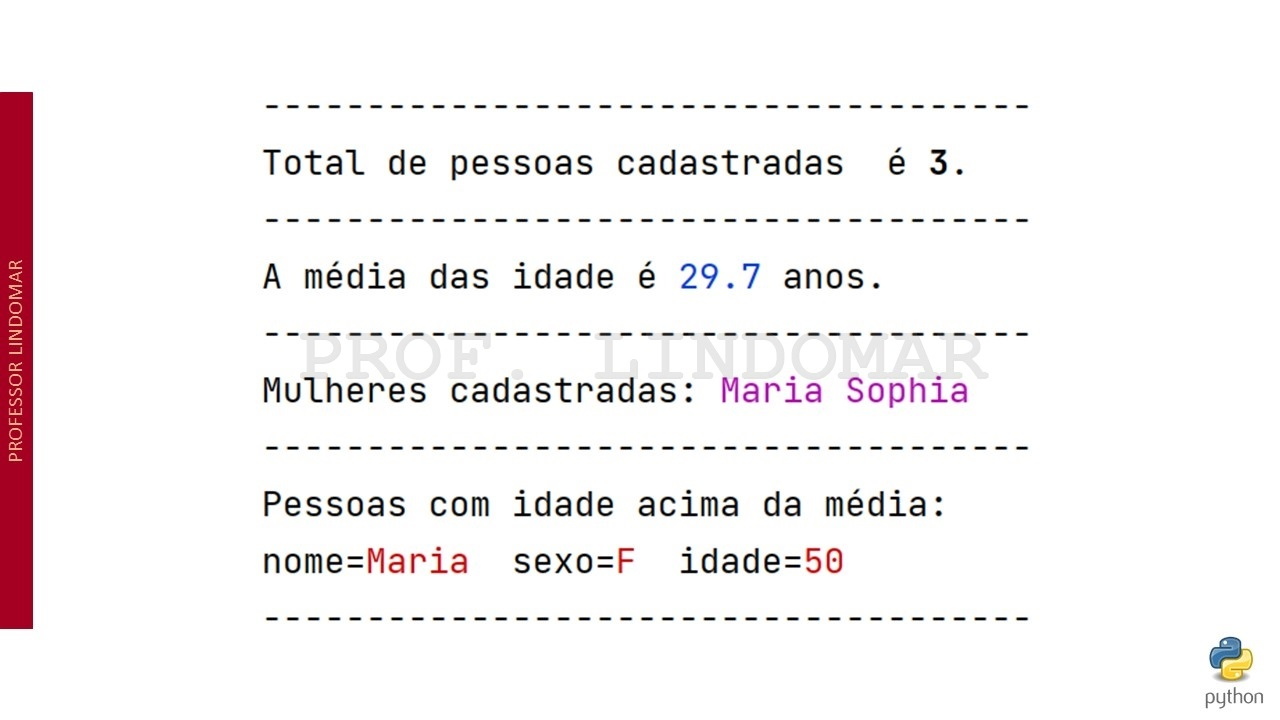 PROFESSOR LINDOMAR
-------------------------------------
Total de pessoas cadastradas  é 3.
-------------------------------------
A média das idade é 29.7 anos.
-------------------------------------
PROF. LINDOMAR
Mulheres cadastradas: Maria Sophia
-------------------------------------
Pessoas com idade acima da média:
nome=Maria  sexo=F  idade=50
-------------------------------------
python